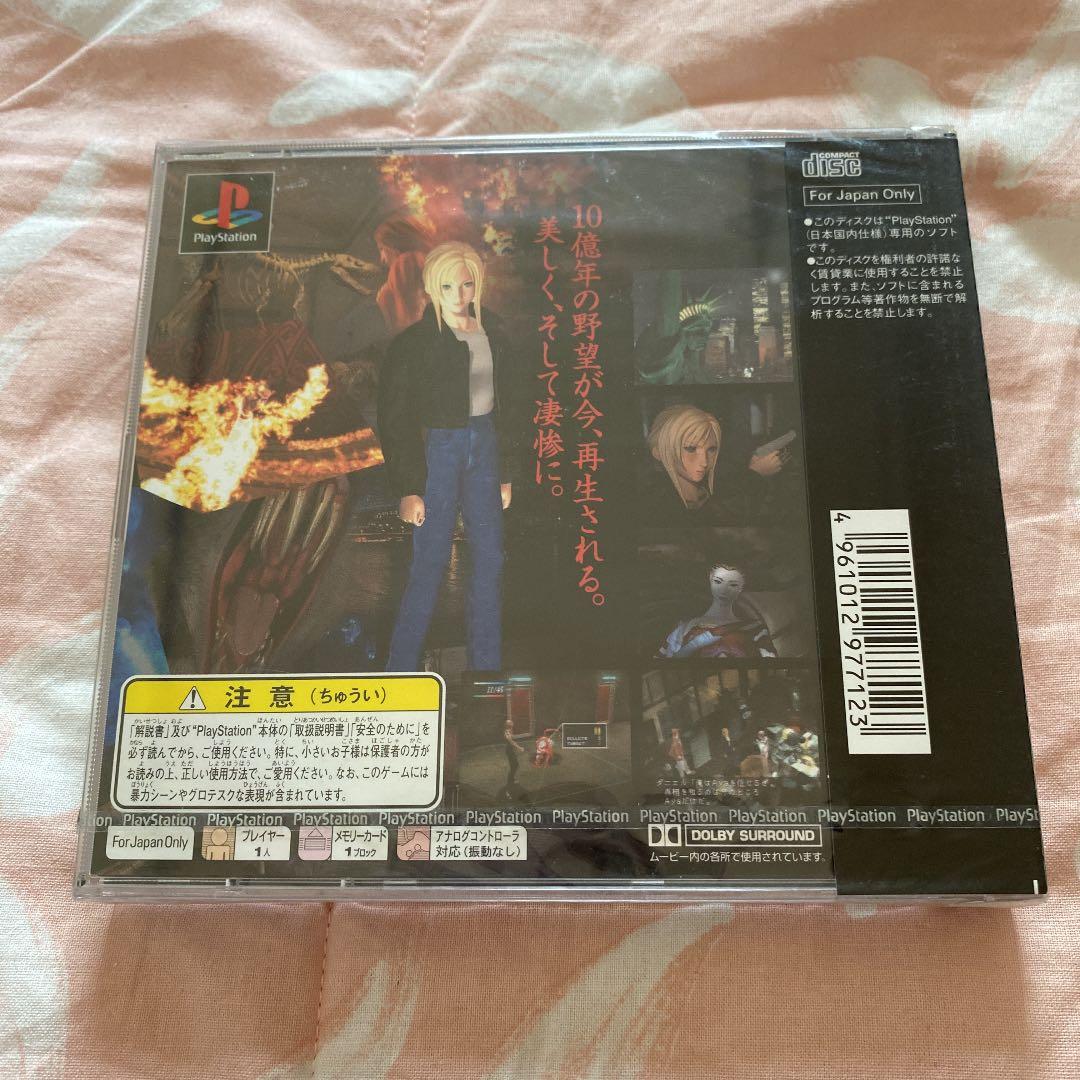 PlayStation
10億年の野望が今、再生される。
美しく、そして凄惨に。
COMPACT
disc
For Japan Only
●このディスクは"PlayStation"
(日本国内仕様)専用のソフト
です。
●このディスクを権利者の許諾な
く賃貸業に使用することを禁止
します。また、ソフトに含まれる
プログラム等著作物を無断で解
析することを禁止します。
4 961012 977123
注意(ちゅうい)
「解説書」及び"PlayStation"本体の「取扱説明書」「安全のために」を
必ず読んでから、ご使用ください。特に、小さいお子様は保護者の方が
お読みの上、正しい使用方法で、ご愛用ください。なお、このゲームには
暴力シーンやグロテスクな表現が含まれています。
PlayStation PlayStation PlayStation PlayStation PlayStation PlayStation PlayStation PlayStation PlayStation PlayStation
For Japan Only
プレイヤー
1人
メモリーカード
1ブロック
アナログコントローラ
対応(振動なし)
DOLBY SURROUND
ムービー内の各所で使用されています。